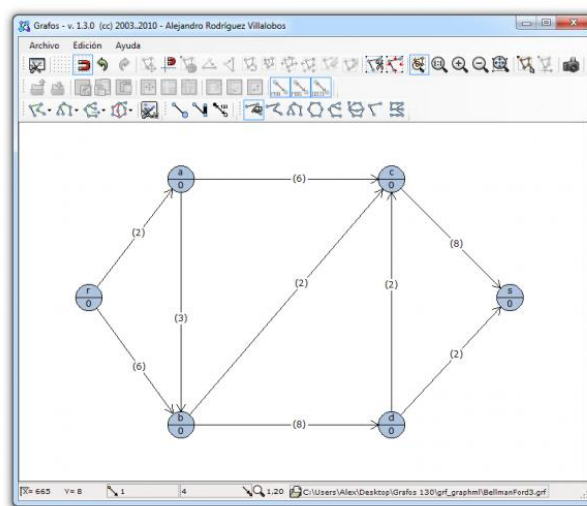 Grafos - v. 1.3.0 (cc) 2003..2010 - Alejandro Rodríguez Villalobos
Archivo Edición Ayuda
a
0
(6)
c
0
(2)
(8)
(2)
(2)
r
0
s
0
(3)
(6)
(2)
b
0
(8)
d
0
X= 665 Y= 8 1 4 1,20 C:\Users\Alex\Desktop\Grafos 130\grf_graphml\BellmanFord3.grf